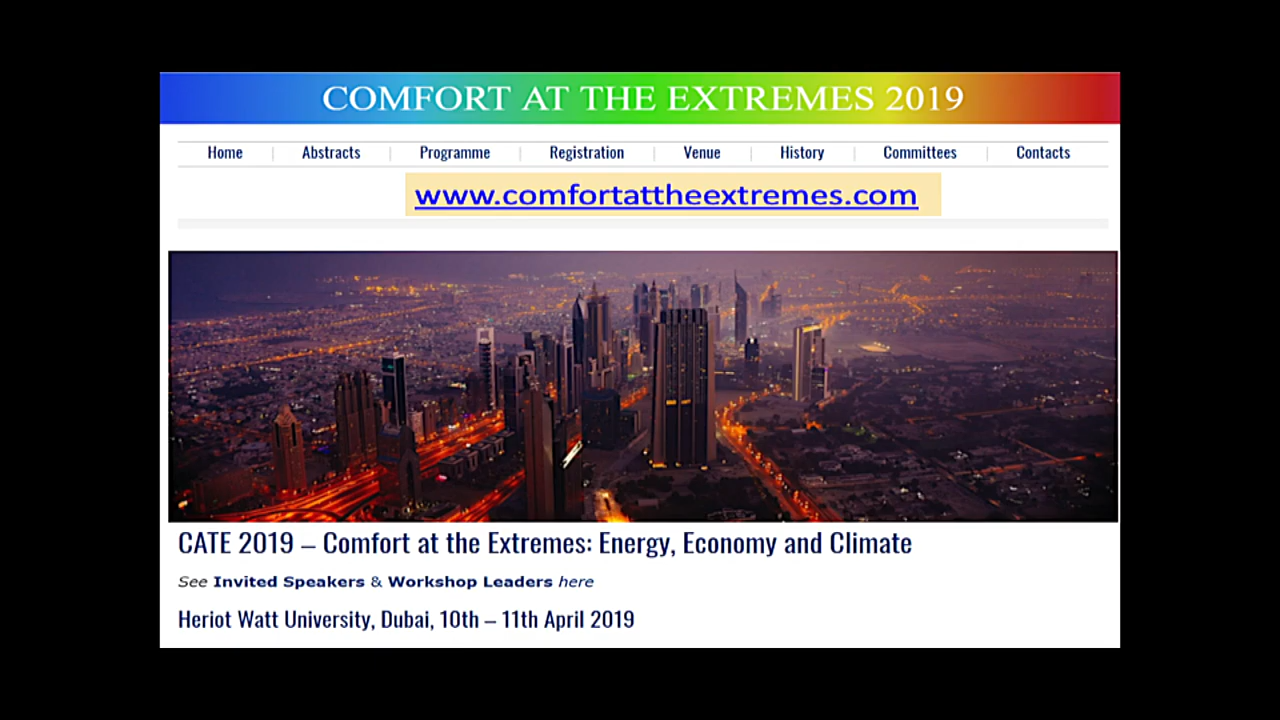 COMFORT AT THE EXTREMES 2019
Home Abstracts Programme Registration Venue History Committees Contacts
www.comfortattheextremes.com
CATE 2019 – Comfort at the Extremes: Energy, Economy and Climate
See Invited Speakers & Workshop Leaders here
Heriot Watt University, Dubai, 10th – 11th April 2019